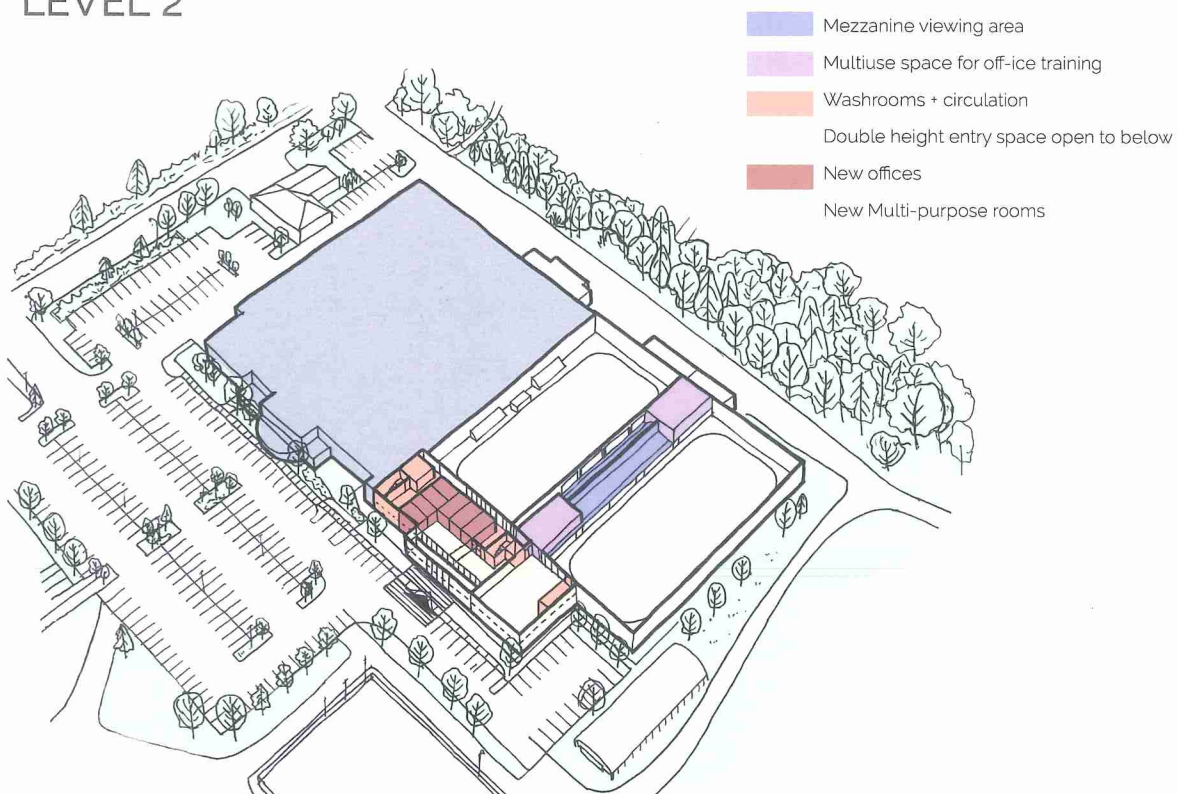 LEVEL 2
Mezzanine viewing area
Multiuse space for off-ice training
Washrooms + circulation
Double height entry space open to below
New offices
New Multi-purpose rooms